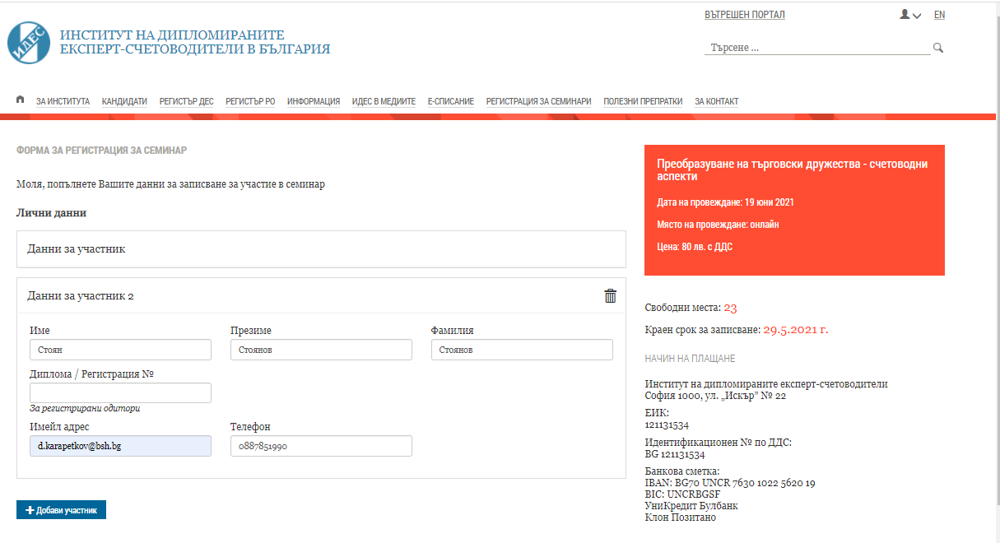 ВЪТРЕШЕН ПОРТАЛ
EN
ИДЕС
ИНСТИТУТ НА ДИПЛОМИРАНИТЕ
ЕКСПЕРТ-СЧЕТОВОДИТЕЛИ В БЪЛГАРИЯ
Търсене ...
ЗА ИНСТИТУТА КАНДИДАТИ РЕГИСТЪР ДЕС РЕГИСТЪР РО ИНФОРМАЦИЯ ИДЕС В МЕДИИТЕ Е-СПИСАНИЕ РЕГИСТРАЦИЯ ЗА СЕМИНАРИ ПОЛЕЗНИ ПРЕПРАТКИ ЗА КОНТАКТ
ФОРМА ЗА РЕГИСТРАЦИЯ ЗА СЕМИНАР
Моля, попълнете Вашите данни за записване за участие в семинар
Лични данни
Данни за участник
Данни за участник 2
Име Презиме Фамилия
Стоян Стоянов Стоянов
Диплома / Регистрация №
За регистрирани одитори
Имейл адрес Телефон
d.karapetkov@bsh.bg 0887851990
Добави участник
Преобразуване на търговски дружества - счетоводни
аспекти
Дата на провеждане: 19 юни 2021
Място на провеждане: онлайн
Цена: 80 лв. с ДДС
Свободни места: 23
Краен срок за записване: 29.5.2021 г.
НАЧИН НА ПЛАЩАНЕ
Институт на дипломираните експерт-счетоводители
София 1000, ул. „Искър” № 22
ЕИК:
121131534
Идентификационен № по ДДС:
BG 121131534
Банкова сметка:
IBAN: BG70 UNCR 7630 1022 5620 19
BIC: UNCRBGSF
УниКредит Булбанк
Клон Позитано